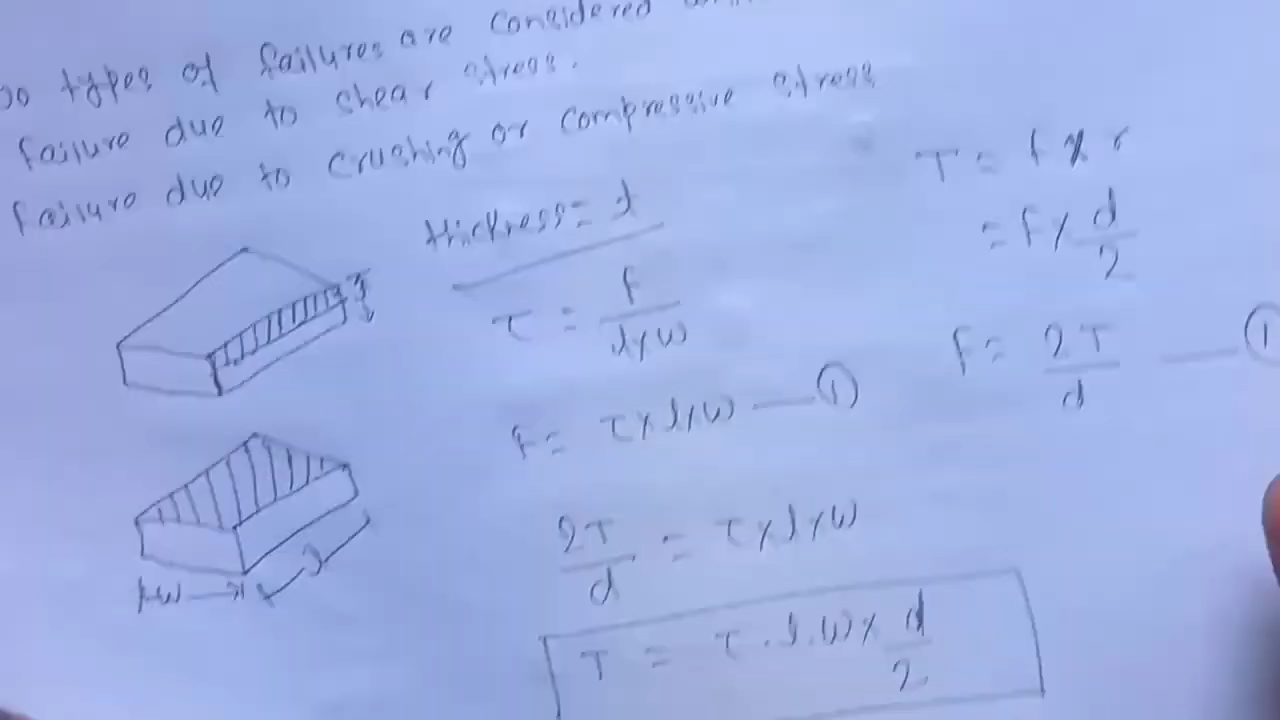 types of failures are considered
failure due to shear stress.
failure due to crushing or compressive stress
thickness = t
τ = F / l×w
F = τ×l×w — ①
2T / d = τ×l×w
T = τ.l.w × d / 2
T = F × r
= F × d / 2
F = 2T / d — ①
w
l